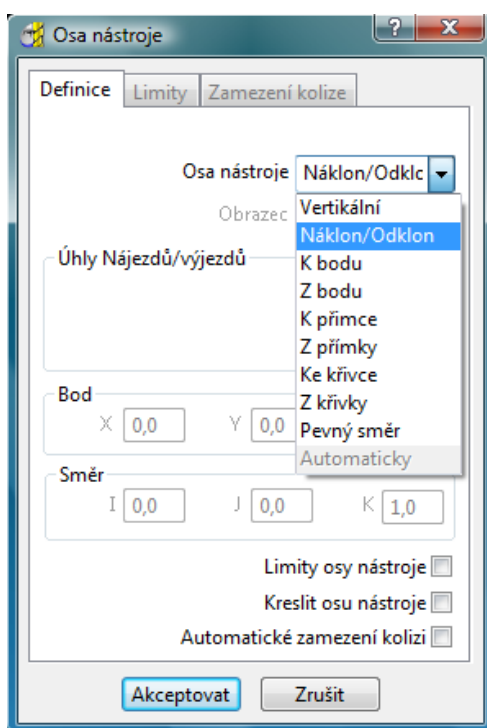 Osa nástroje
Definice Limity Zamezení kolize
Osa nástroje Náklon/Odklc
Obrazec
Vertikální
Náklon/Odklon
K bodu
Z bodu
K přimce
Z přímky
Ke křivce
Z křivky
Pevný směr
Automaticky
Úhly Nájezdů/výjezdů
Bod
X 0,0 Y 0,0
Směr
I 0,0 J 0,0 K 1,0
Limity osy nástroje
Kreslit osu nástroje
Automatické zamezení kolizi
Akceptovat Zrušit